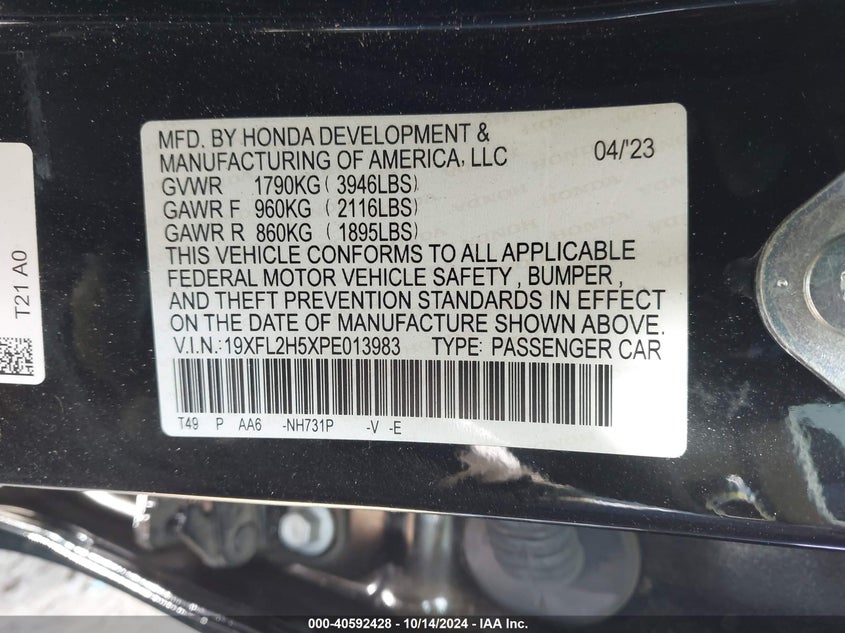 MFD. BY HONDA DEVELOPMENT &
MANUFACTURING OF AMERICA, LLC 04/'23
GVWR 1790KG ( 3946LBS)
GAWR F 960KG ( 2116LBS)
GAWR R 860KG ( 1895LBS)
THIS VEHICLE CONFORMS TO ALL APPLICABLE
FEDERAL MOTOR VEHICLE SAFETY , BUMPER ,
AND THEFT PREVENTION STANDARDS IN EFFECT
ON THE DATE OF MANUFACTURE SHOWN ABOVE.
V.I.N.:19XFL2H5XPE013983 TYPE: PASSENGER CAR
T49 P AA6 -NH731P -V -E
T21 A0
000-40592428 - 10/14/2024 - IAA Inc.